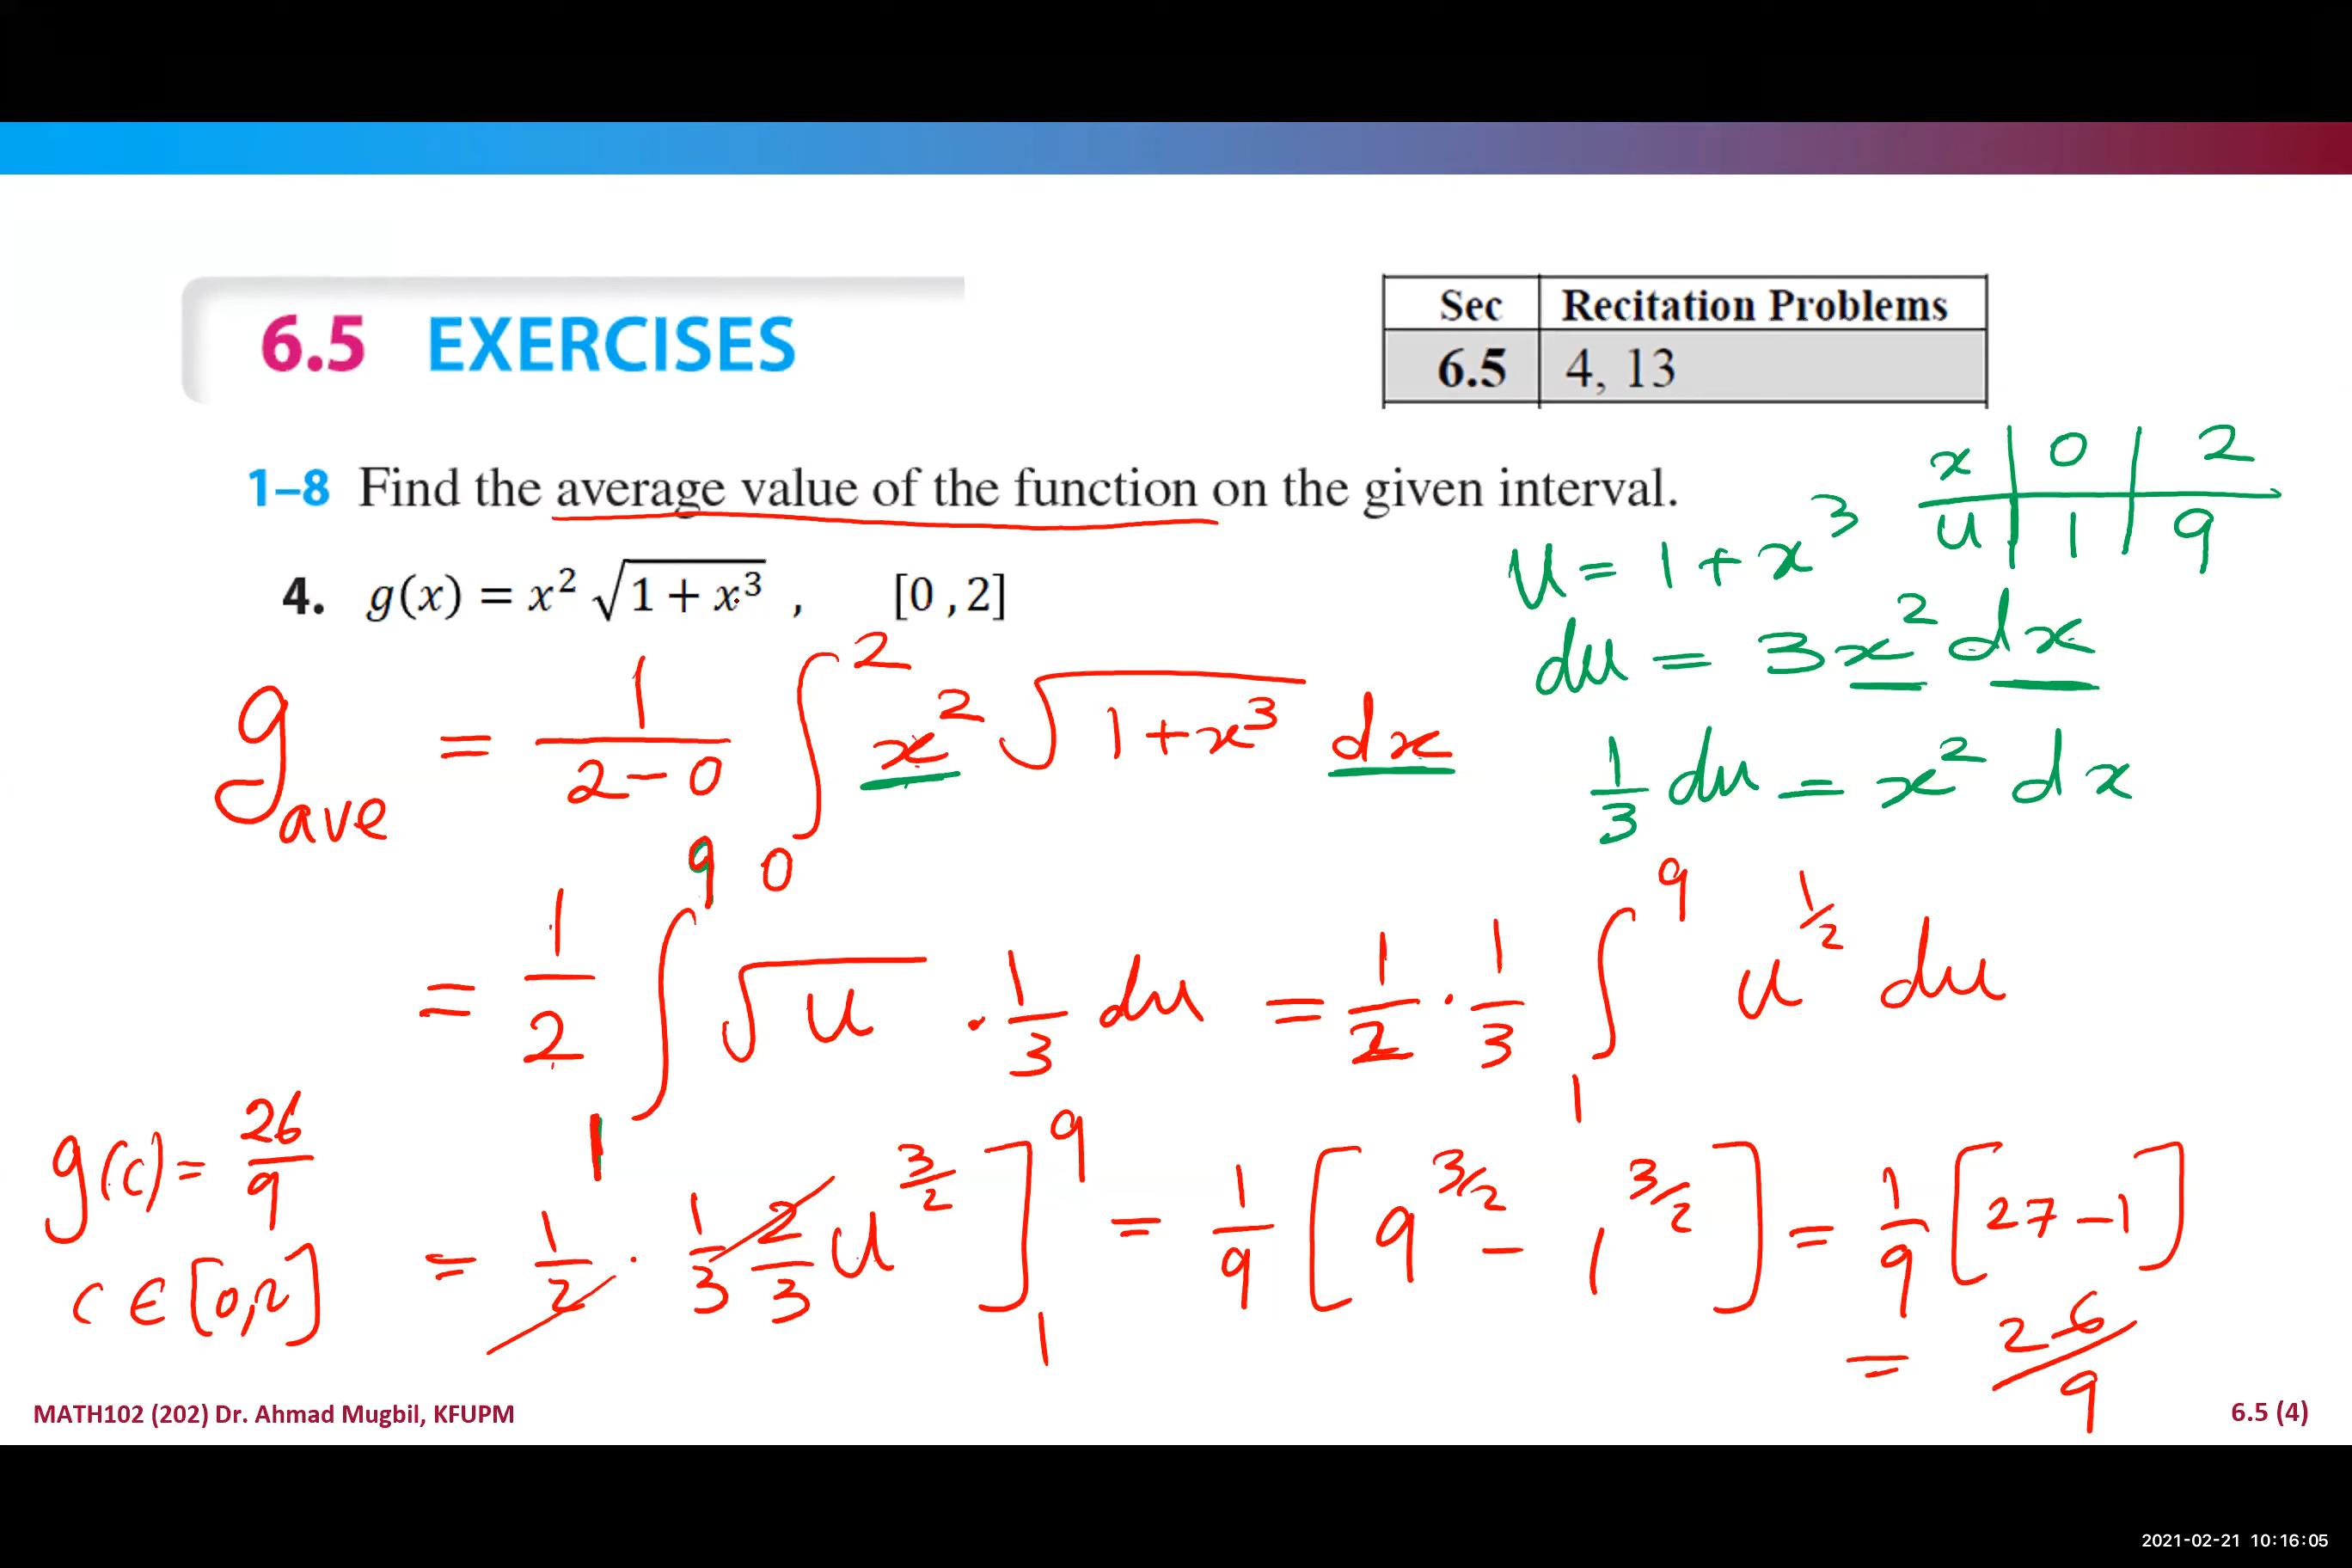 6.5 EXERCISES
Sec | Recitation Problems
6.5 | 4, 13
1–8 Find the average value of the function on the given interval.
4. g(x) = x² √(1 + x³) , [0 , 2]
x | 0 | 2
u | 1 | 9
u = 1 + x³
du = 3x² dx
1/3 du = x² dx
g_ave = 1/(2−0) ∫₀² x² √(1+x³) dx
= 1/2 ∫₁⁹ √u · 1/3 du = 1/2 · 1/3 ∫₁⁹ u^(1/2) du
= 1/2 · 1/3 2/3 u^(3/2) ]₁⁹ = 1/9 [9^(3/2) − 1^(3/2)] = 1/9 [27 − 1]
= 26/9
g(c) = 26/9
c ∈ [0,2]
MATH102 (202) Dr. Ahmad Mugbil, KFUPM
6.5 (4)
2021-02-21 10:16:05